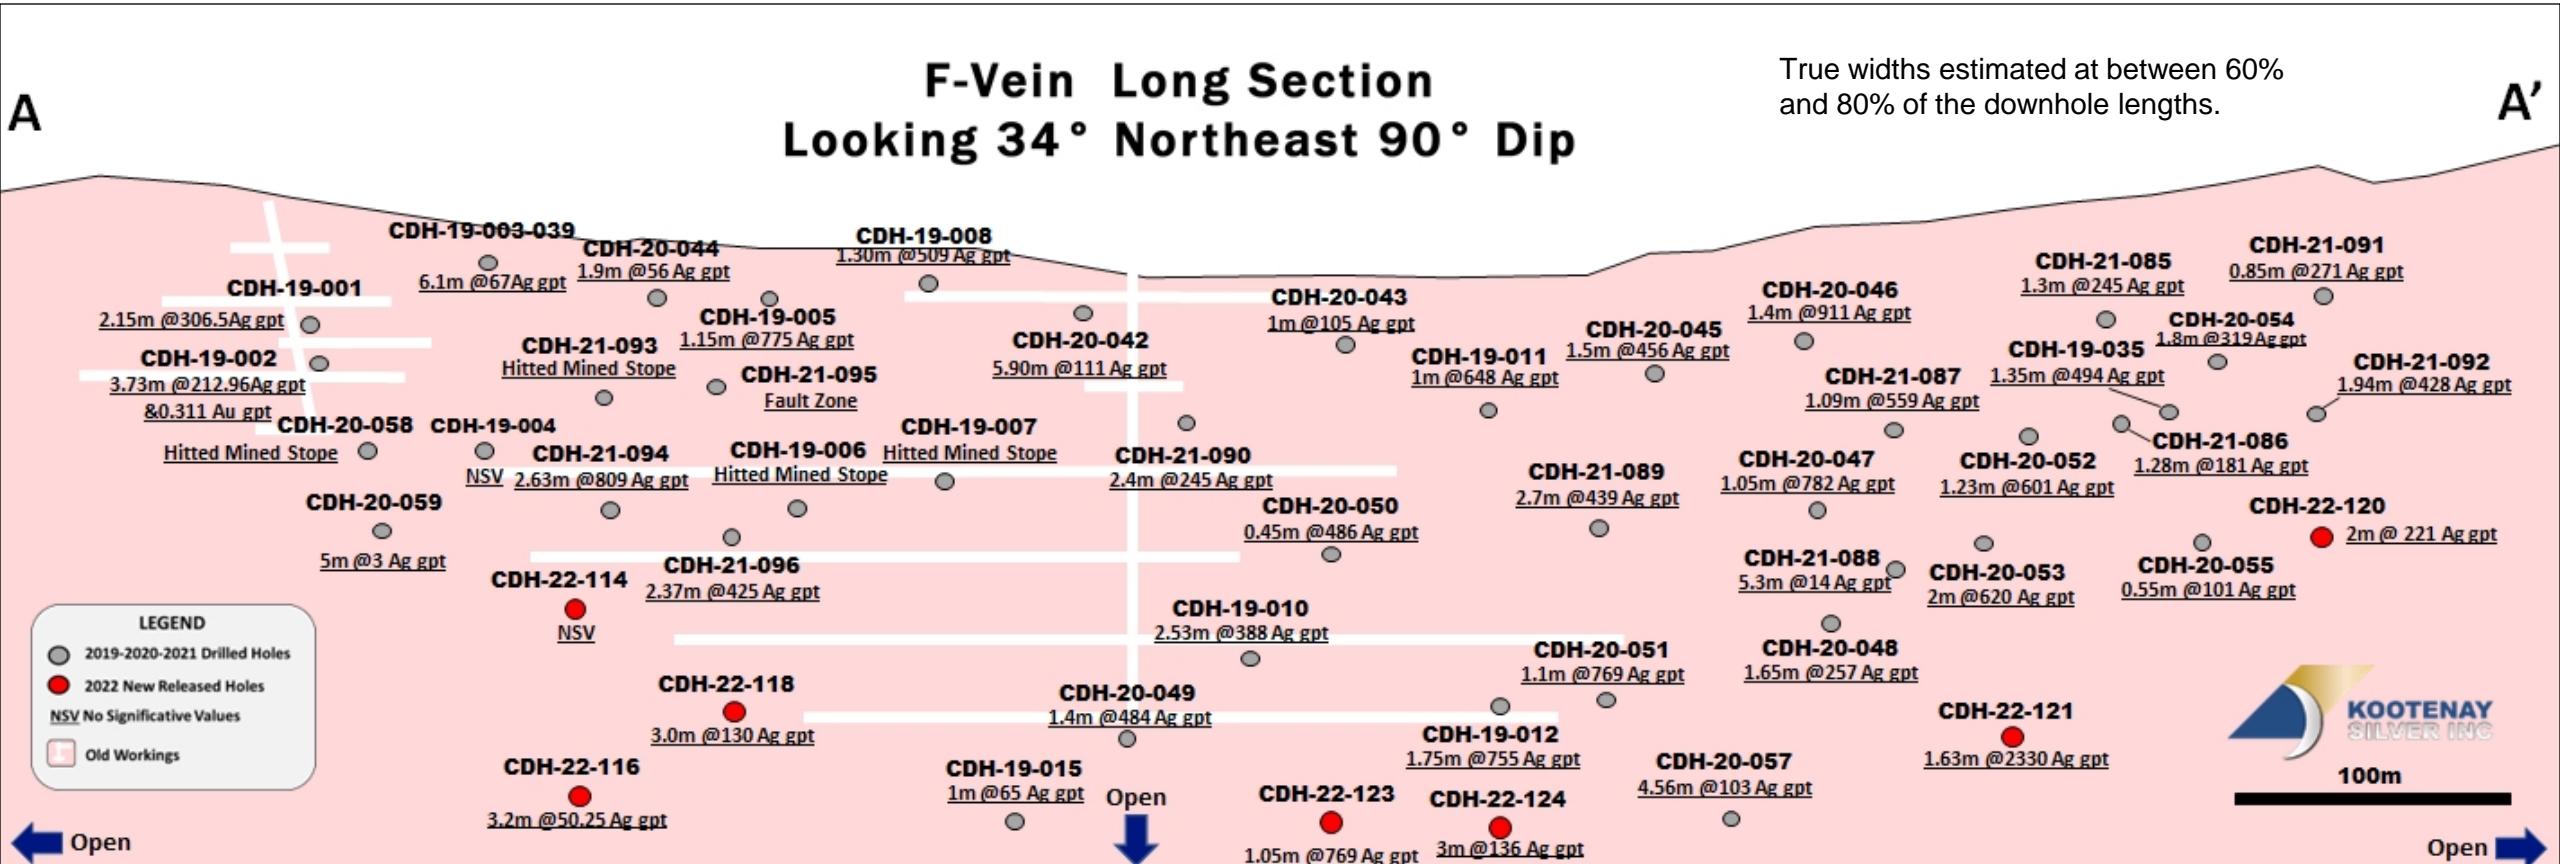 F-Vein Long Section
Looking 34° Northeast 90° Dip
True widths estimated at between 60%
and 80% of the downhole lengths.
A
A'
CDH-19-003-039
6.1m @67Ag gpt
CDH-20-044
1.9m @56 Ag gpt
CDH-19-008
1.30m @509 Ag gpt
CDH-19-001
2.15m @306.5Ag gpt
CDH-19-002
3.73m @212.96Ag gpt
&0.311 Au gpt
CDH-19-005
1.15m @775 Ag gpt
CDH-21-093
Hitted Mined Stope
CDH-21-095
Fault Zone
CDH-20-042
5.90m @111 Ag gpt
CDH-20-043
1m @105 Ag gpt
CDH-19-011
1m @648 Ag gpt
CDH-20-045
1.5m @456 Ag gpt
CDH-20-046
1.4m @911 Ag gpt
CDH-21-085
1.3m @245 Ag gpt
CDH-21-091
0.85m @271 Ag gpt
CDH-20-054
1.8m @319Ag gpt
CDH-19-035
1.35m @494 Ag gpt
CDH-21-092
1.94m @428 Ag gpt
CDH-21-087
1.09m @559 Ag gpt
CDH-20-058
Hitted Mined Stope
CDH-19-004
NSV
CDH-21-094
2.63m @809 Ag gpt
CDH-19-006
Hitted Mined Stope
CDH-19-007
Hitted Mined Stope
CDH-21-090
2.4m @245 Ag gpt
CDH-21-089
2.7m @439 Ag gpt
CDH-20-047
1.05m @782 Ag gpt
CDH-20-052
1.23m @601 Ag gpt
CDH-21-086
1.28m @181 Ag gpt
CDH-20-059
5m @3 Ag gpt
CDH-20-050
0.45m @486 Ag gpt
CDH-22-120
2m @ 221 Ag gpt
CDH-22-114
NSV
CDH-21-096
2.37m @425 Ag gpt
CDH-21-088
5.3m @14 Ag gpt
CDH-20-053
2m @620 Ag gpt
CDH-20-055
0.55m @101 Ag gpt
CDH-19-010
2.53m @388 Ag gpt
CDH-20-051
1.1m @769 Ag gpt
CDH-20-048
1.65m @257 Ag gpt
CDH-22-118
3.0m @130 Ag gpt
CDH-20-049
1.4m @484 Ag gpt
CDH-19-012
1.75m @755 Ag gpt
CDH-22-121
1.63m @2330 Ag gpt
CDH-22-116
3.2m @50.25 Ag gpt
CDH-19-015
1m @65 Ag gpt
CDH-20-057
4.56m @103 Ag gpt
CDH-22-123
1.05m @769 Ag gpt
CDH-22-124
3m @136 Ag gpt
LEGEND
2019-2020-2021 Drilled Holes
2022 New Released Holes
NSV No Significative Values
Old Workings
KOOTENAY
SILVER INC
100m
Open
Open
Open